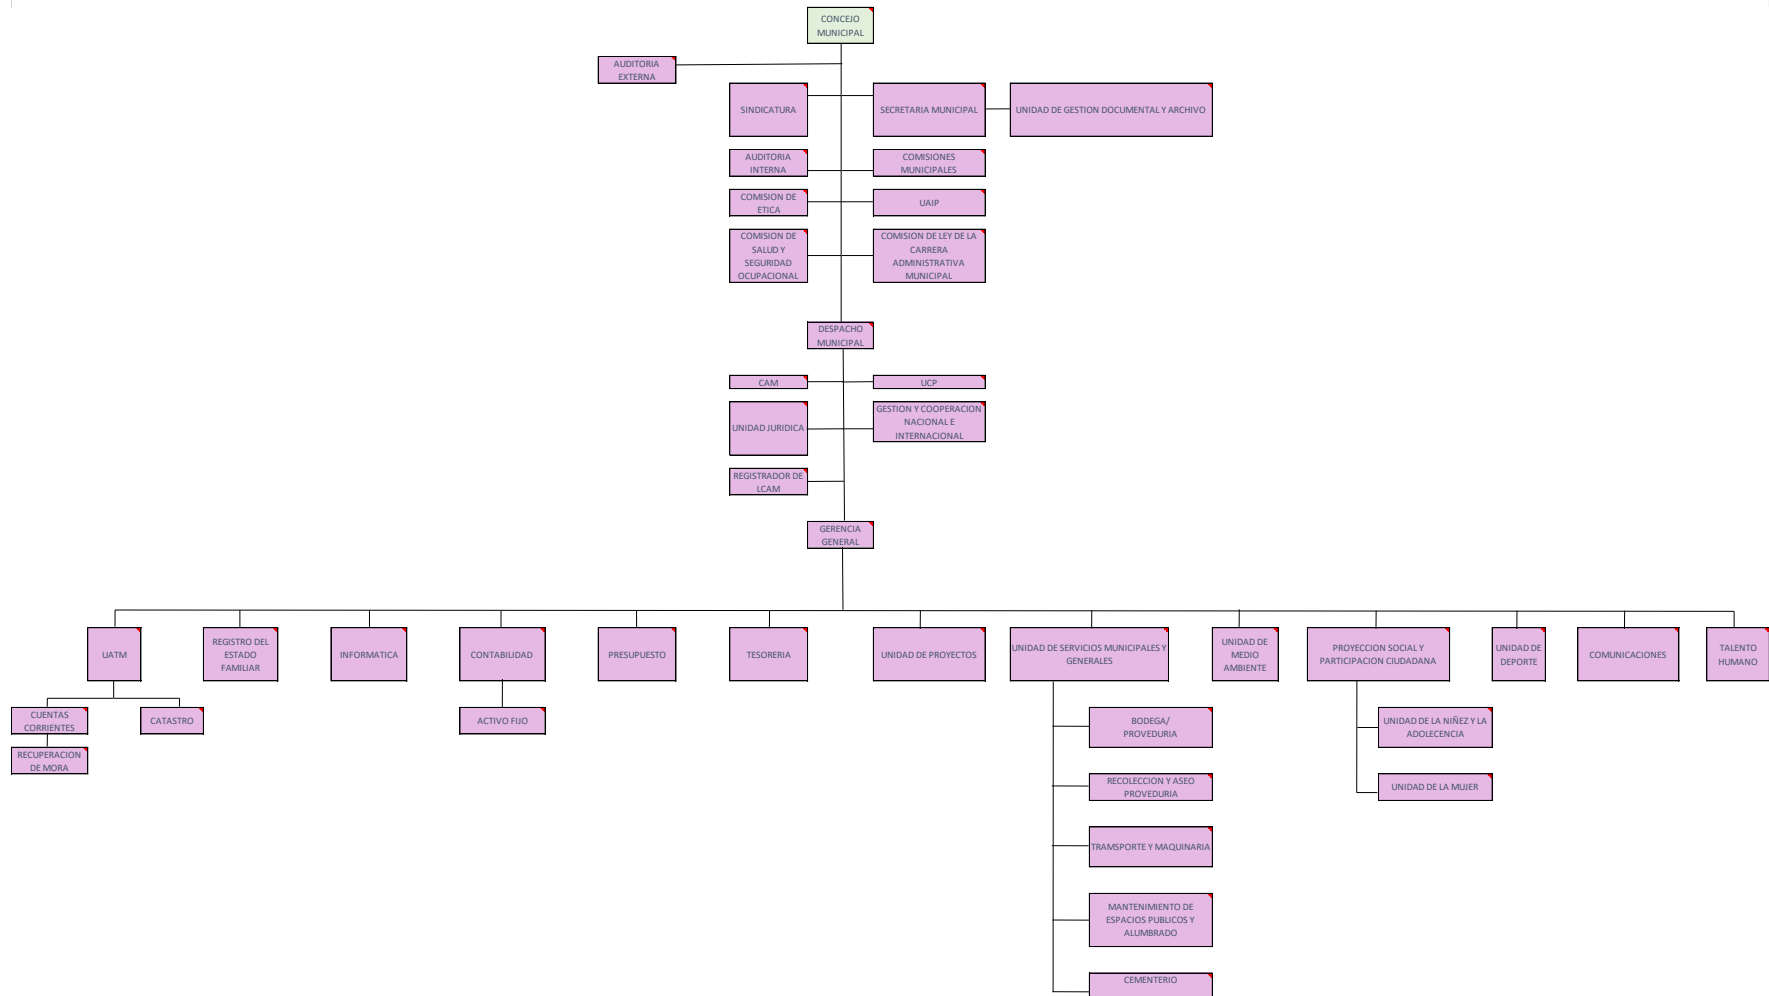 CONCEJO
MUNICIPAL
AUDITORIA
EXTERNA
SINDICATURA
SECRETARIA MUNICIPAL
UNIDAD DE GESTION DOCUMENTAL Y ARCHIVO
AUDITORIA
INTERNA
COMISIONES
MUNICIPALES
COMISION DE
ETICA
UAIP
COMISION DE
SALUD Y
SEGURIDAD
OCUPACIONAL
COMISION DE LEY DE LA
CARRERA
ADMINISTRATIVA
MUNICIPAL
DESPACHO
MUNICIPAL
CAM
UCP
UNIDAD JURIDICA
GESTION Y COOPERACION
NACIONAL E
INTERNACIONAL
REGISTRADOR DE
LCAM
GERENCIA
GENERAL
UATM
REGISTRO DEL
ESTADO
FAMILIAR
INFORMATICA
CONTABILIDAD
PRESUPUESTO
TESORERIA
UNIDAD DE PROYECTOS
UNIDAD DE SERVICIOS MUNICIPALES Y
GENERALES
UNIDAD DE
MEDIO
AMBIENTE
PROYECCION SOCIAL Y
PARTICIPACION CIUDADANA
UNIDAD DE
DEPORTE
COMUNICACIONES
TALENTO
HUMANO
CUENTAS
CORRIENTES
CATASTRO
ACTIVO FIJO
BODEGA/
PROVEDURIA
UNIDAD DE LA NIÑEZ Y LA
ADOLECENCIA
RECUPERACION
DE MORA
RECOLECCION Y ASEO
PROVEDURIA
UNIDAD DE LA MUJER
TRAMSPORTE Y MAQUINARIA
MANTENIMIENTO DE
ESPACIOS PUBLICOS Y
ALUMBRADO
CEMENTERIO